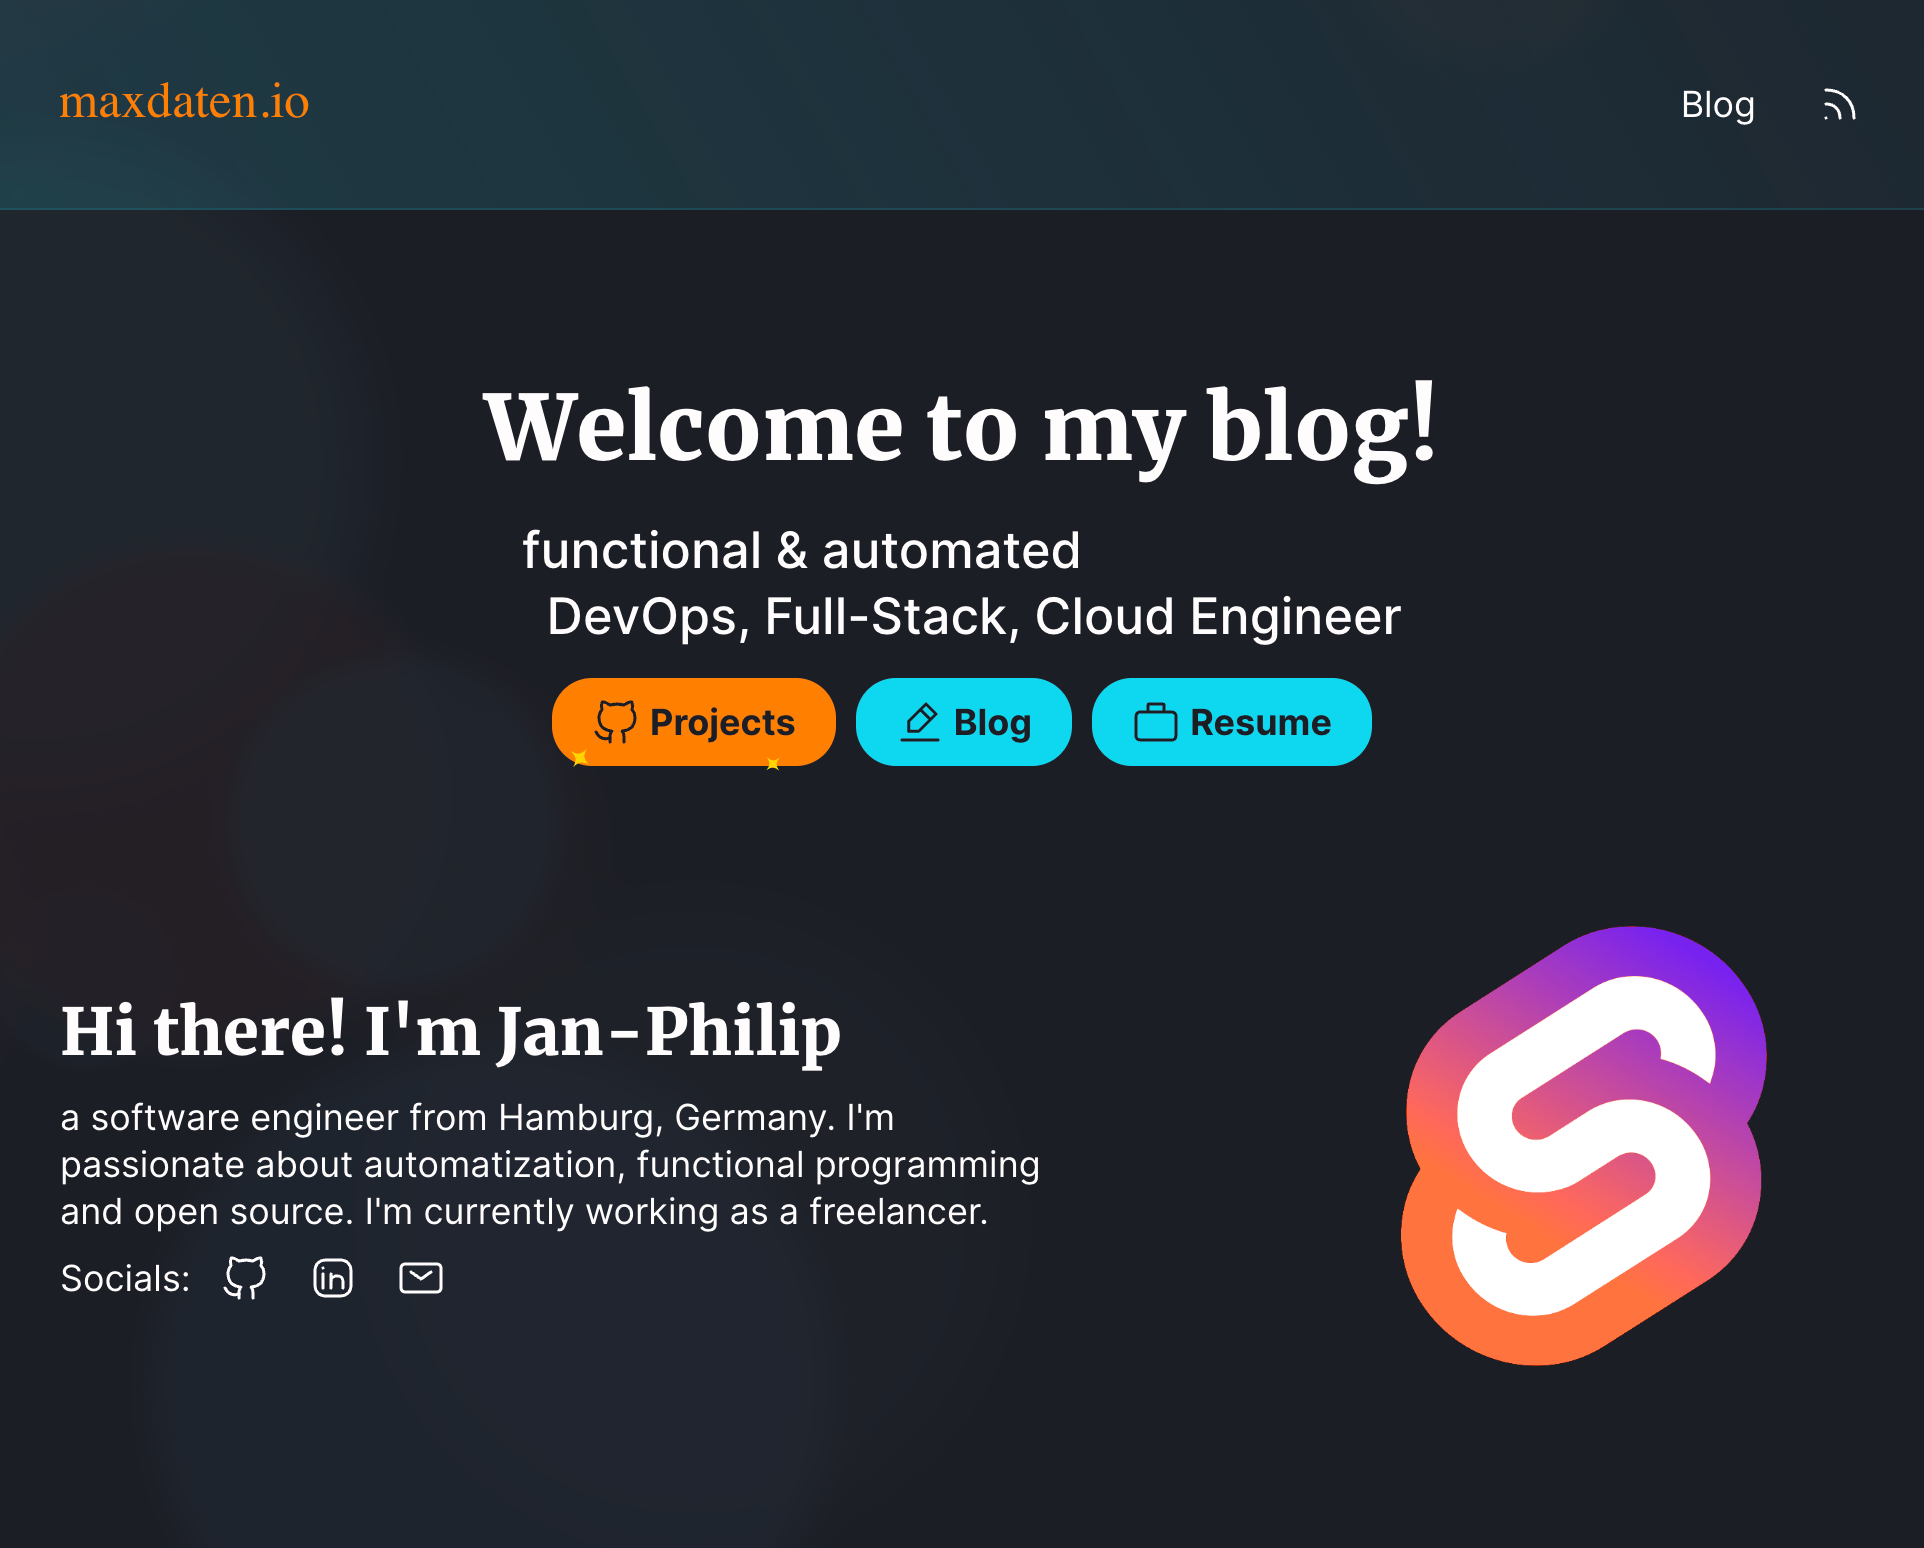 maxdaten.io
Blog
Welcome to my blog!
functional & automated
DevOps, Full-Stack, Cloud Engineer
Projects
Blog
Resume
Hi there! I'm Jan-Philip
a software engineer from Hamburg, Germany. I'm
passionate about automatization, functional programming
and open source. I'm currently working as a freelancer.
Socials: